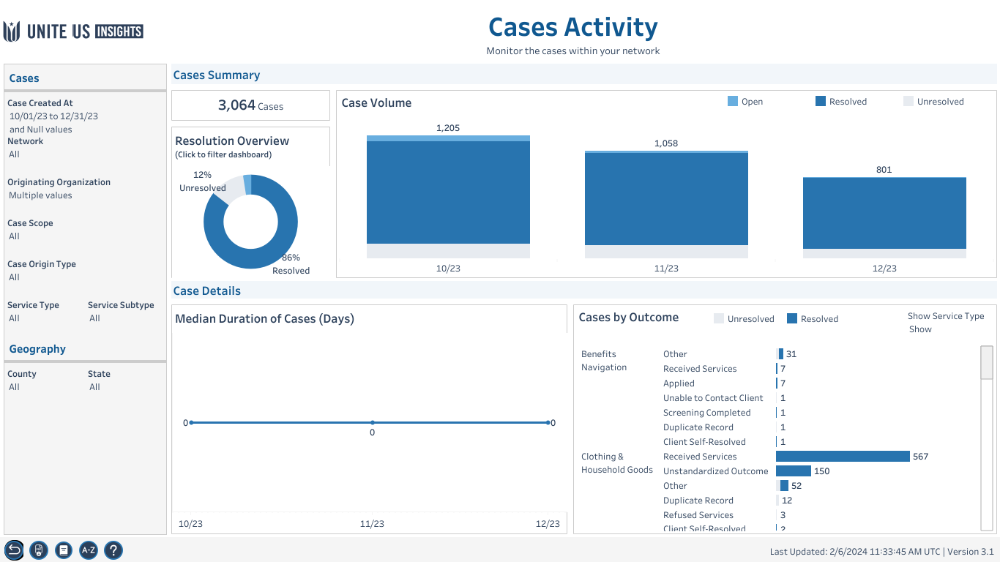 UNITE US INSIGHTS
Cases Activity
Monitor the cases within your network
Cases
Case Created At
10/01/23 to 12/31/23
and Null values
Network
All
Originating Organization
Multiple values
Case Scope
All
Case Origin Type
All
Service Type Service Subtype
All All
Geography
County State
All All
Cases Summary
3,064 Cases
Resolution Overview
(Click to filter dashboard)
12%
Unresolved
86%
Resolved
Case Volume
Open Resolved Unresolved
1,205
1,058
801
10/23 11/23 12/23
Case Details
Median Duration of Cases (Days)
0 0
0
10/23 11/23 12/23
Cases by Outcome
Unresolved Resolved
Show Service Type
Show
Benefits
Navigation
Other 31
Received Services 7
Applied 7
Unable to Contact Client 1
Screening Completed 1
Duplicate Record 1
Client Self-Resolved 1
Clothing &
Household Goods
Received Services 567
Unstandardized Outcome 150
Other 52
Duplicate Record 12
Refused Services 3
Client Self-Resolved 2
A-Z ?
Last Updated: 2/6/2024 11:33:45 AM UTC | Version 3.1